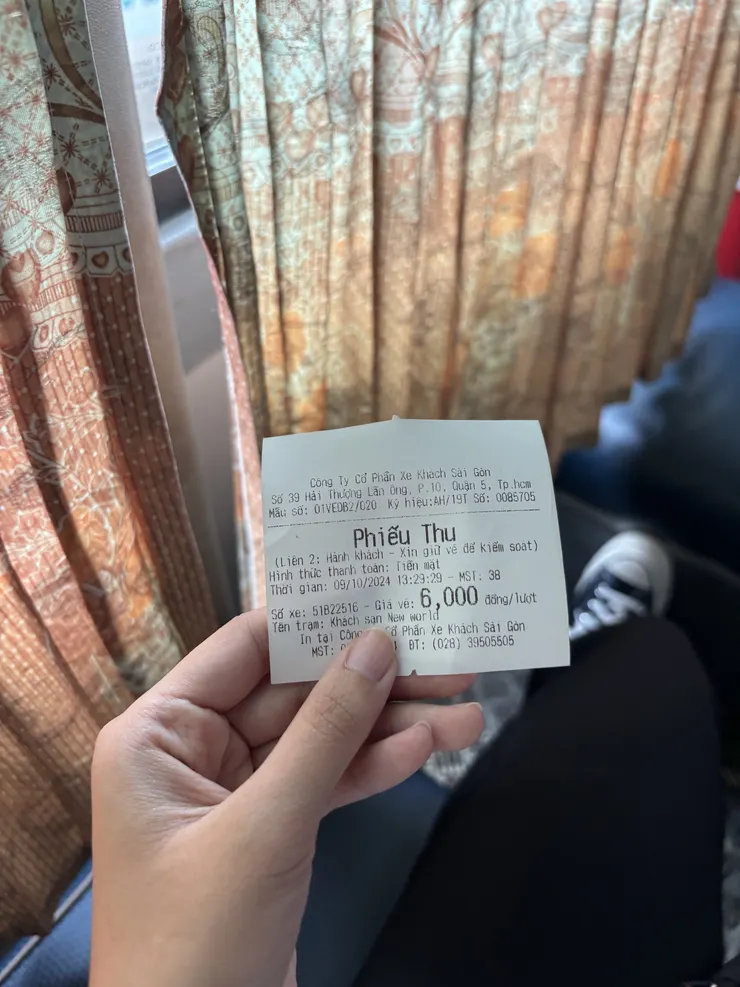 Công Ty Cổ Phần Xe Khách Sài Gòn
Số 39 Hải Thượng Lãn Ông, P.10, Quận 5, Tp.hcm
Mẫu số: 01VEDB2/020 Ký hiệu:AH/19T Số: 0085705
Phiếu Thu
(Liên 2: Hành khách - Xin giữ vé để kiểm soát)
Hình thức thanh toán: Tiền mặt
Thời gian: 09/10/2024 13:29:29 - MST: 38
Số xe: 51B22516 - Giá vé: 6,000 đồng/lượt
Tên trạm: Khách sạn New world
In tại Công Cổ Phần Xe Khách Sài Gòn
MST: ĐT: (028) 39505505